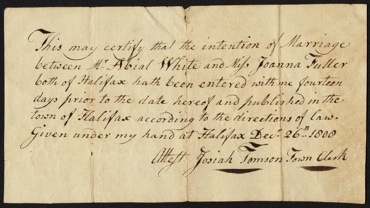 This may certify that the intention of Marriage
between Mr. Abial White and Miss Joanna Fuller
both of Halifax hath been entered with me fourteen
days prior to the date hereof and published in the
town of Halifax according to the directions of law.
Given under my hand at Halifax Decr. 26th 1808
Attest Josiah Tomson Town Clerk